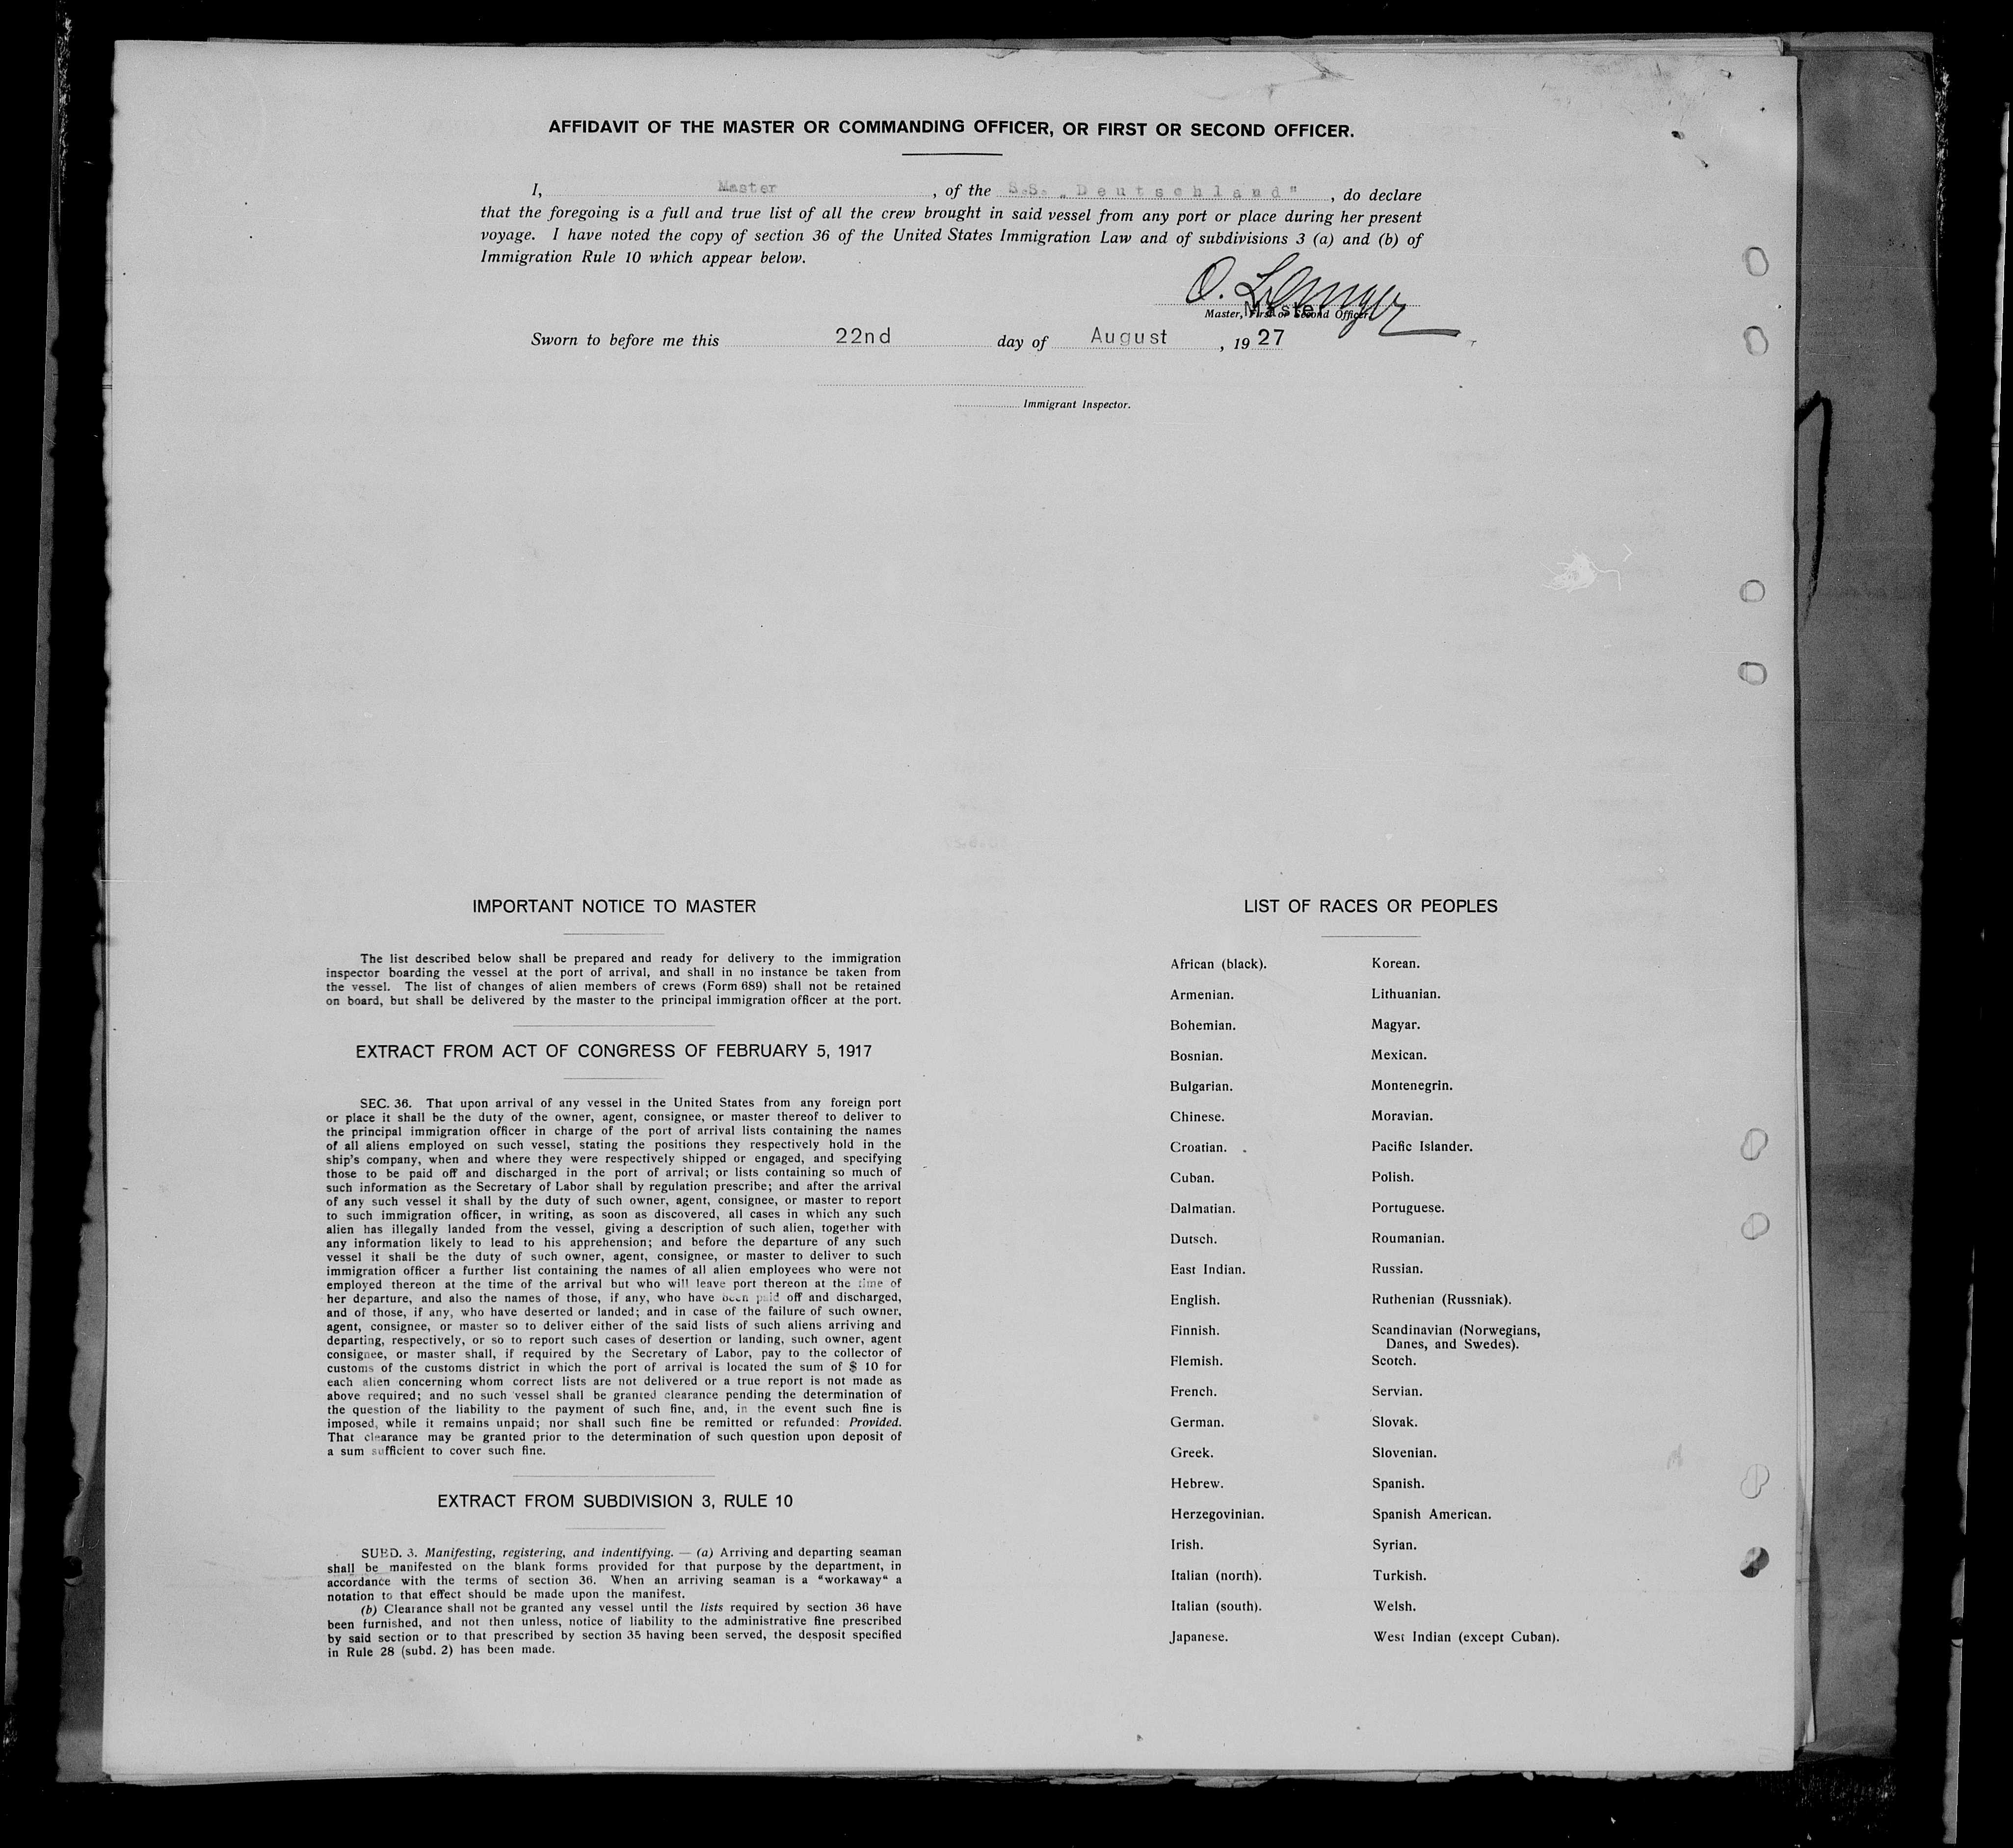 AFFIDAVIT OF THE MASTER OR COMMANDING OFFICER, OR FIRST OR SECOND OFFICER.
I, Master, of the S.S. „Deutschland", do declare
that the foregoing is a full and true list of all the crew brought in said vessel from any port or place during her present
voyage. I have noted the copy of section 36 of the United States Immigration Law and of subdivisions 3 (a) and (b) of
Immigration Rule 10 which appear below.
O.
Master
Master, First or Second Officer
Sworn to before me this 22nd day of August, 19 27
Immigrant Inspector.
IMPORTANT NOTICE TO MASTER
The list described below shall be prepared and ready for delivery to the immigration
inspector boarding the vessel at the port of arrival, and shall in no instance be taken from
the vessel. The list of changes of alien members of crews (Form 689) shall not be retained
on board, but shall be delivered by the master to the principal immigration officer at the port.
EXTRACT FROM ACT OF CONGRESS OF FEBRUARY 5, 1917
SEC. 36. That upon arrival of any vessel in the United States from any foreign port
or place it shall be the duty of the owner, agent, consignee, or master thereof to deliver to
the principal immigration officer in charge of the port of arrival lists containing the names
of all aliens employed on such vessel, stating the positions they respectively hold in the
ship's company, when and where they were respectively shipped or engaged, and specifying
those to be paid off and discharged in the port of arrival; or lists containing so much of
such information as the Secretary of Labor shall by regulation prescribe; and after the arrival
of any such vessel it shall by the duty of such owner, agent, consignee, or master to report
to such immigration officer, in writing, as soon as discovered, all cases in which any such
alien has illegally landed from the vessel, giving a description of such alien, together with
any information likely to lead to his apprehension; and before the departure of any such
vessel it shall be the duty of such owner, agent, consignee, or master to deliver to such
immigration officer a further list containing the names of all alien employees who were not
employed thereon at the time of the arrival but who will leave port thereon at the time of
her departure, and also the names of those, if any, who have been paid off and discharged,
and of those, if any, who have deserted or landed; and in case of the failure of such owner,
agent, consignee, or master so to deliver either of the said lists of such aliens arriving and
departing, respectively, or so to report such cases of desertion or landing, such owner, agent
consignee, or master shall, if required by the Secretary of Labor, pay to the collector of
customs of the customs district in which the port of arrival is located the sum of $ 10 for
each alien concerning whom correct lists are not delivered or a true report is not made as
above required; and no such vessel shall be granted clearance pending the determination of
the question of the liability to the payment of such fine, and, in the event such fine is
imposed, while it remains unpaid; nor shall such fine be remitted or refunded: Provided.
That clearance may be granted prior to the determination of such question upon deposit of
a sum sufficient to cover such fine.
EXTRACT FROM SUBDIVISION 3, RULE 10
SUBD. 3. Manifesting, registering, and indentifying. — (a) Arriving and departing seaman
shall be manifested on the blank forms provided for that purpose by the department, in
accordance with the terms of section 36. When an arriving seaman is a “workaway“ a
notation to that effect should be made upon the manifest.
(b) Clearance shall not be granted any vessel until the lists required by section 36 have
been furnished, and not then unless, notice of liability to the administrative fine prescribed
by said section or to that prescribed by section 35 having been served, the desposit specified
in Rule 28 (subd. 2) has been made.
LIST OF RACES OR PEOPLES
African (black).
Armenian.
Bohemian.
Bosnian.
Bulgarian.
Chinese.
Croatian.
Cuban.
Dalmatian.
Dutsch.
East Indian.
English.
Finnish.
Flemish.
French.
German.
Greek.
Hebrew.
Herzegovinian.
Irish.
Italian (north).
Italian (south).
Japanese.
Korean.
Lithuanian.
Magyar.
Mexican.
Montenegrin.
Moravian.
Pacific Islander.
Polish.
Portuguese.
Roumanian.
Russian.
Ruthenian (Russniak).
Scandinavian (Norwegians,
Danes, and Swedes).
Scotch.
Servian.
Slovak.
Slovenian.
Spanish.
Spanish American.
Syrian.
Turkish.
Welsh.
West Indian (except Cuban).